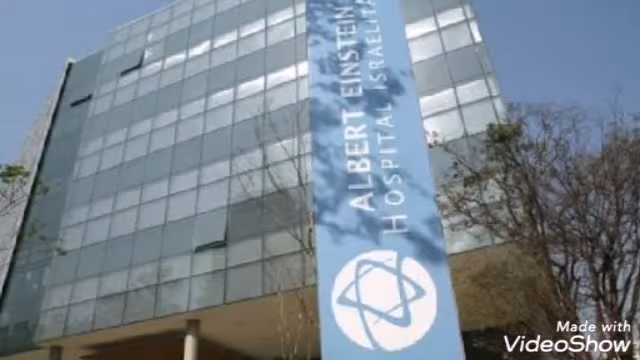 ALBERT EINSTEIN
HOSPITAL ISRAELITA
Made with
VideoShow